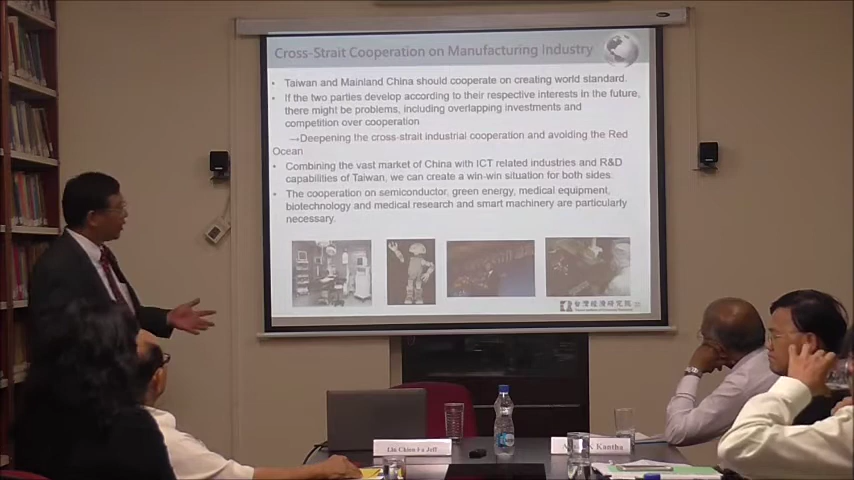 Cross-Strait Cooperation on Manufacturing Industry
• Taiwan and Mainland China should cooperate on creating world standard.
• If the two parties develop according to their respective interests in the future,
there might be problems, including overlapping investments and
competition over cooperation
→Deepening the cross-strait industrial cooperation and avoiding the Red
Ocean
• Combining the vast market of China with ICT related industries and R&D
capabilities of Taiwan, we can create a win-win situation for both sides.
• The cooperation on semiconductor, green energy, medical equipment,
biotechnology and medical research and smart machinery are particularly
necessary.
台灣經濟研究院
Liu Chien-Fu Jeff
K Kantha